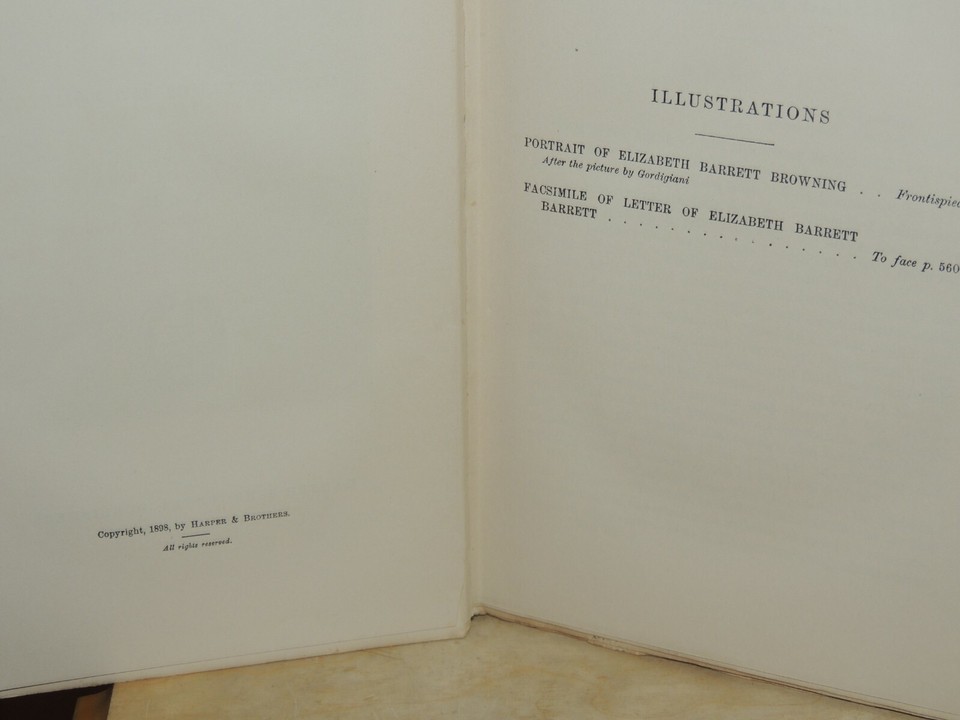 Copyright, 1898, by HARPER & BROTHERS.
All rights reserved.
ILLUSTRATIONS
PORTRAIT OF ELIZABETH BARRETT BROWNING . . Frontispiec
After the picture by Gordigiani
FACSIMILE OF LETTER OF ELIZABETH BARRETT
BARRETT . . . . . . . . . . . . . . . . To face p. 560